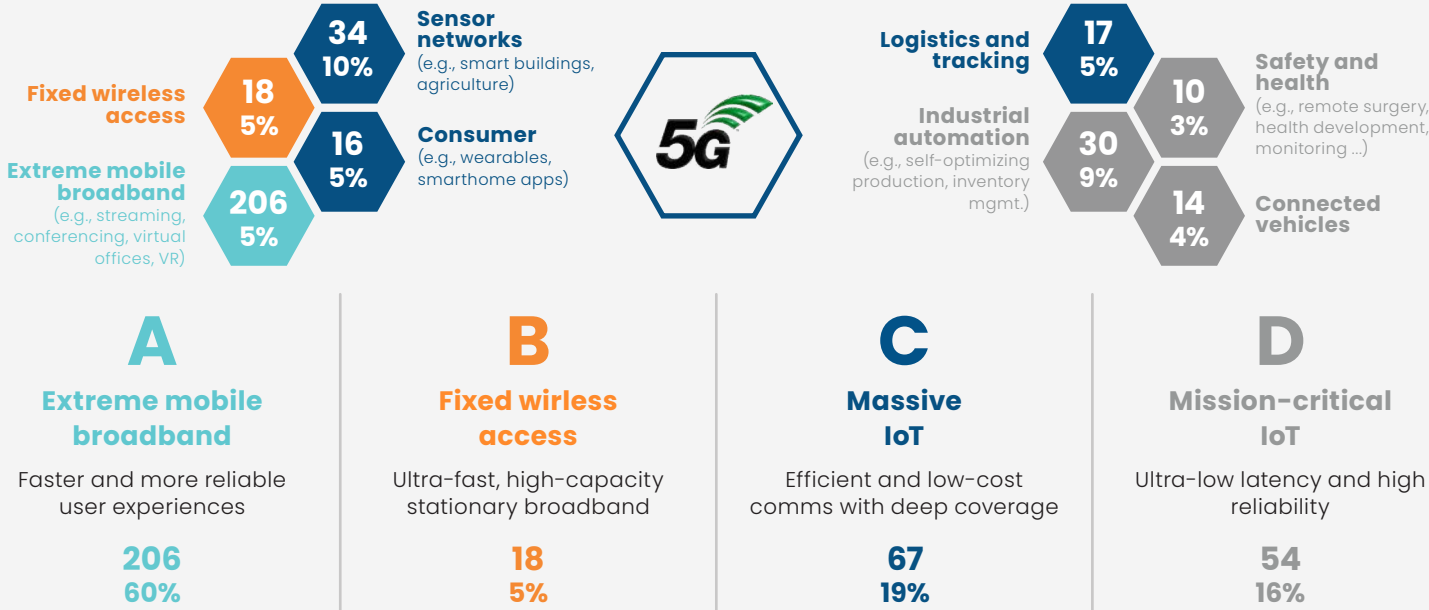 34
10%
Sensor
networks
(e.g., smart buildings,
agriculture)
Fixed wireless
access
18
5%
16
5%
Consumer
(e.g., wearables,
smarthome apps)
Extreme mobile
broadband
(e.g., streaming,
conferencing, virtual
offices, VR)
206
5%
5G
Logistics and
tracking
17
5%
Safety and
health
(e.g., remote surgery,
health development,
monitoring ...)
10
3%
Industrial
automation
(e.g., self-optimizing
production, inventory
mgmt.)
30
9%
14
4%
Connected
vehicles
A
Extreme mobile
broadband
Faster and more reliable
user experiences
206
60%
B
Fixed wirless
access
Ultra-fast, high-capacity
stationary broadband
18
5%
C
Massive
IoT
Efficient and low-cost
comms with deep coverage
67
19%
D
Mission-critical
IoT
Ultra-low latency and high
reliability
54
16%